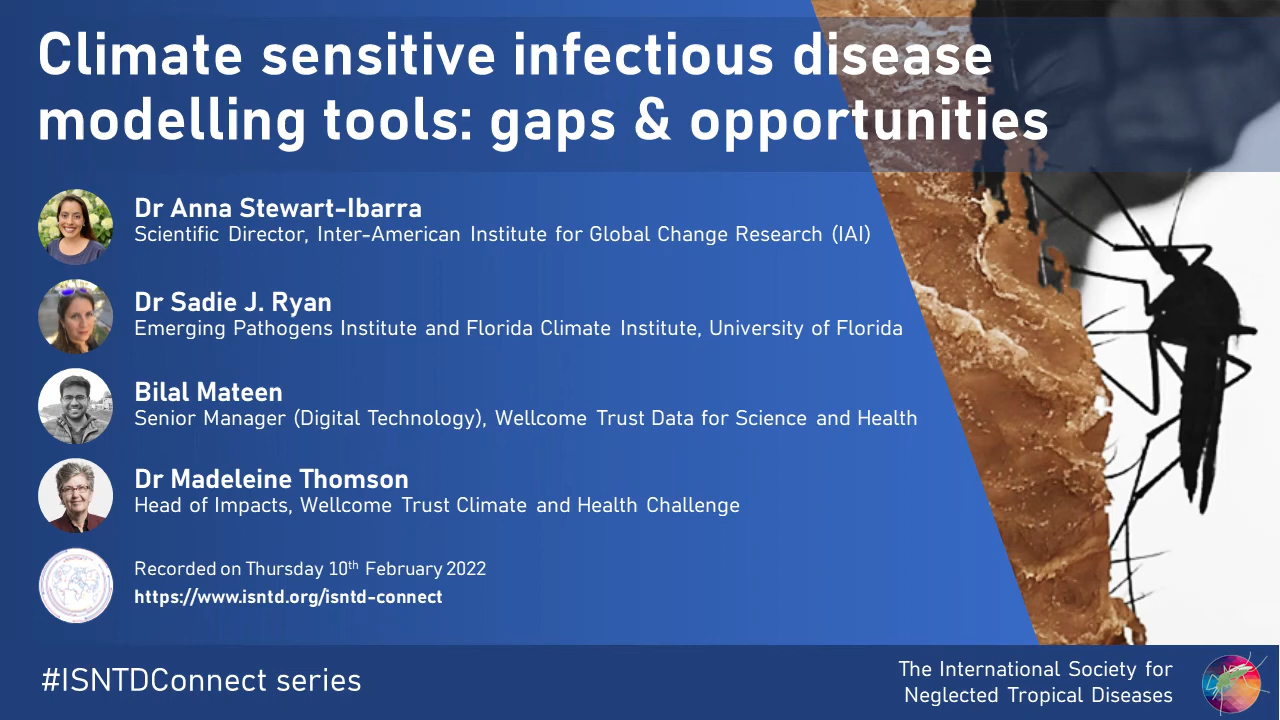 Climate sensitive infectious disease
modelling tools: gaps & opportunities
Dr Anna Stewart-Ibarra
Scientific Director, Inter-American Institute for Global Change Research (IAI)
Dr Sadie J. Ryan
Emerging Pathogens Institute and Florida Climate Institute, University of Florida
Bilal Mateen
Senior Manager (Digital Technology), Wellcome Trust Data for Science and Health
Dr Madeleine Thomson
Head of Impacts, Wellcome Trust Climate and Health Challenge
Recorded on Thursday 10th February 2022
https://www.isntd.org/isntd-connect
#ISNTDConnect series
The International Society for
Neglected Tropical Diseases